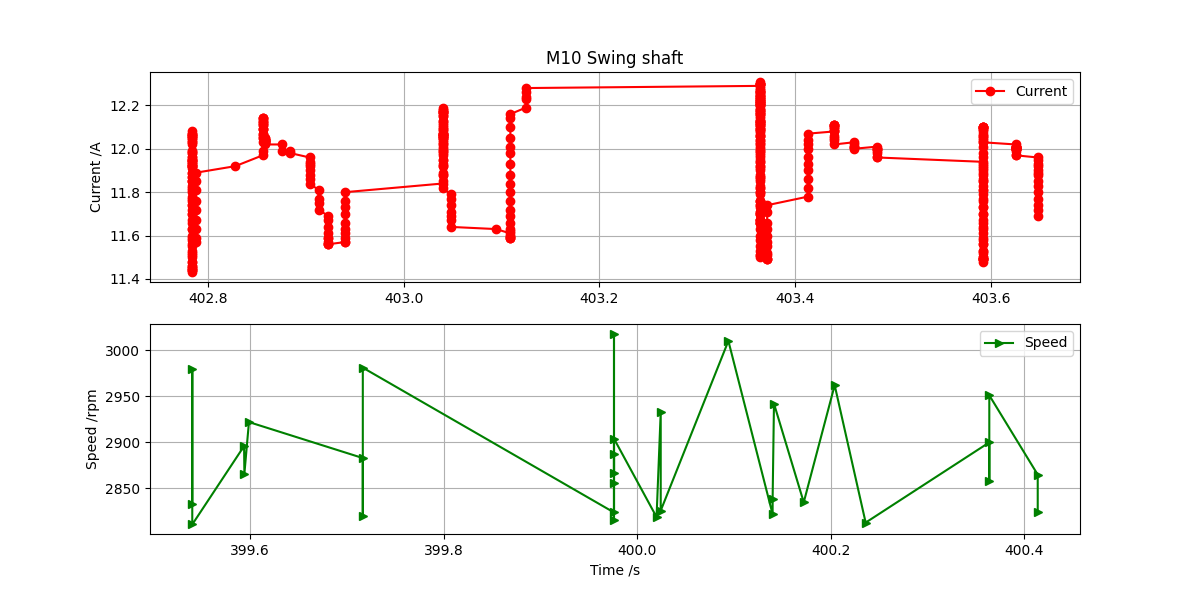 M10 Swing shaft
Current /A
12.2
12.0
11.8
11.6
11.4
Current
402.8 403.0 403.2 403.4 403.6
Speed /rpm
3000
2950
2900
2850
Speed
399.6 399.8 400.0 400.2 400.4
Time /s